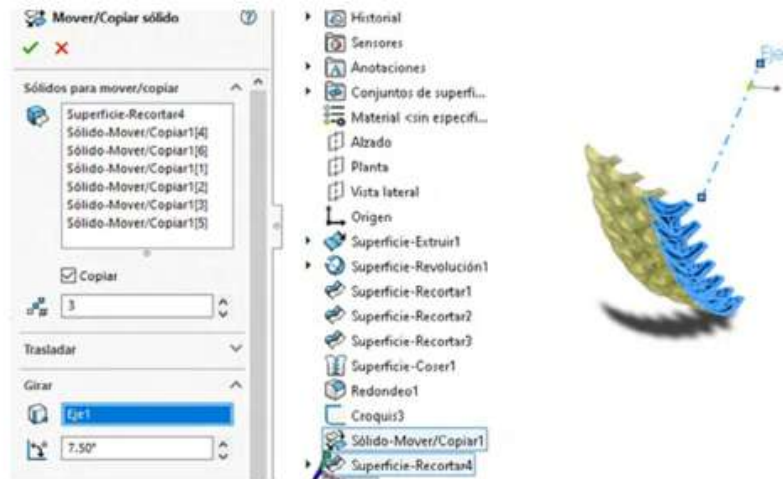 Mover/Copiar sólido
Sólidos para mover/copiar
Superficie-Recortar4
Sólido-Mover/Copiar1[4]
Sólido-Mover/Copiar1[6]
Sólido-Mover/Copiar1[1]
Sólido-Mover/Copiar1[2]
Sólido-Mover/Copiar1[3]
Sólido-Mover/Copiar1[5]
Copiar
3
Trasladar
Girar
Eje1
7.50°
Historial
Sensores
Anotaciones
Conjuntos de superfi...
Material <sin especifi...
Alzado
Planta
Vista lateral
Origen
Superficie-Extruir1
Superficie-Revolución1
Superficie-Recortar1
Superficie-Recortar2
Superficie-Recortar3
Superficie-Coser1
Redondeo1
Croquis3
Sólido-Mover/Copiar1
Superficie-Recortar4
Eje